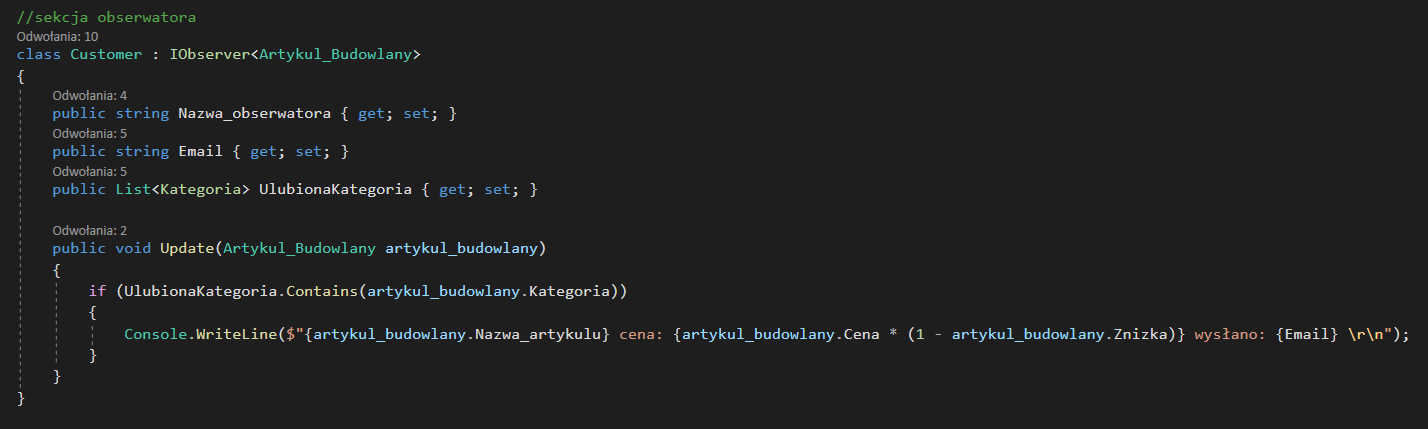 //sekcja obserwatora
Odwołania: 10
class Customer : IObserver<Artykul_Budowlany>
{
Odwołania: 4
public string Nazwa_obserwatora { get; set; }
Odwołania: 5
public string Email { get; set; }
Odwołania: 5
public List<Kategoria> UlubionaKategoria { get; set; }
Odwołania: 2
public void Update(Artykul_Budowlany artykul_budowlany)
{
if (UlubionaKategoria.Contains(artykul_budowlany.Kategoria))
{
Console.WriteLine($"{artykul_budowlany.Nazwa_artykulu} cena: {artykul_budowlany.Cena * (1 - artykul_budowlany.Znizka)} wysłano: {Email} \r\n");
}
}
}